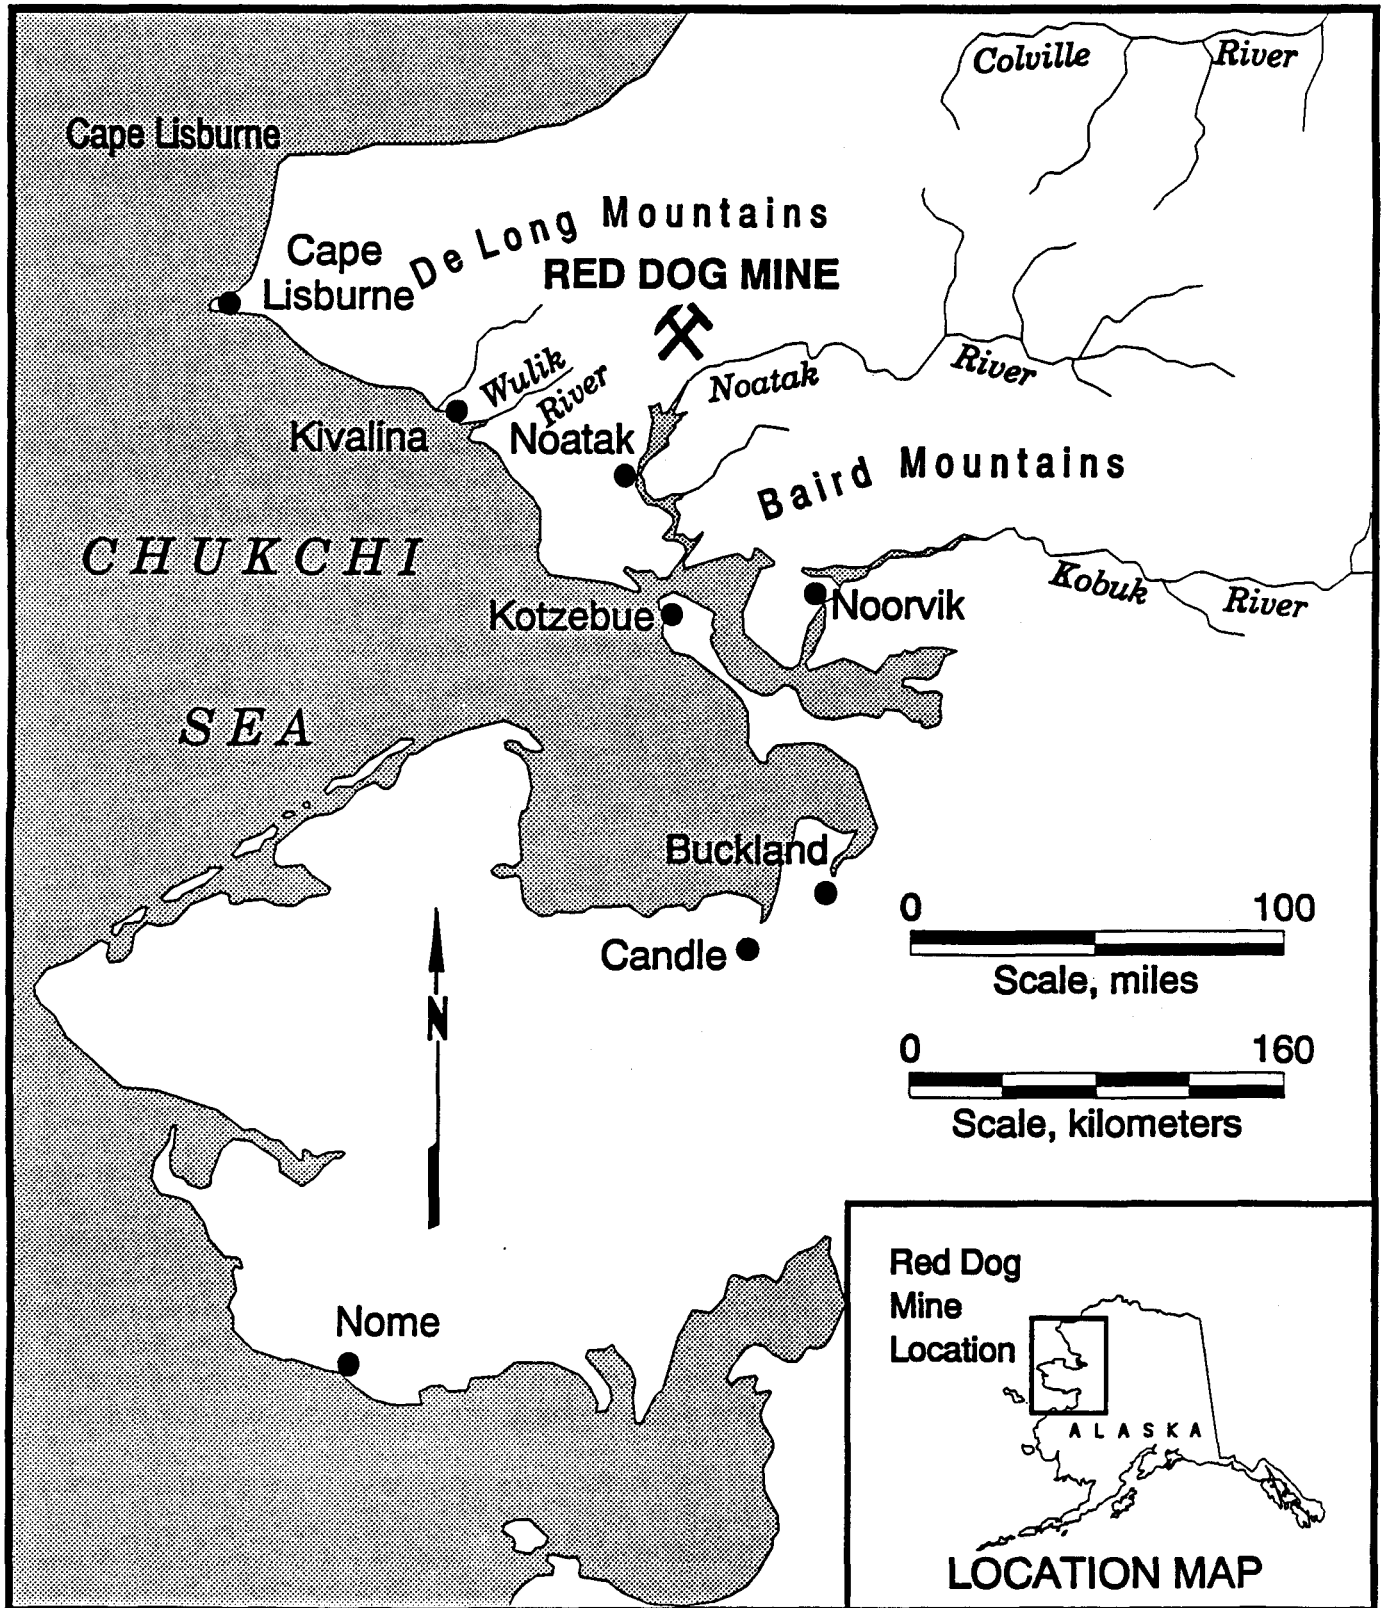 Colville River
Cape Lisburne
De Long Mountains
Cape
Lisburne
RED DOG MINE
Wulik
River
Noatak River
Kivalina
Noatak
Baird Mountains
CHUKCHI
SEA
Kobuk River
Kotzebue
Noorvik
Buckland
Candle
0 100
Scale, miles
N
0 160
Scale, kilometers
Nome
Red Dog
Mine
Location
ALASKA
LOCATION MAP